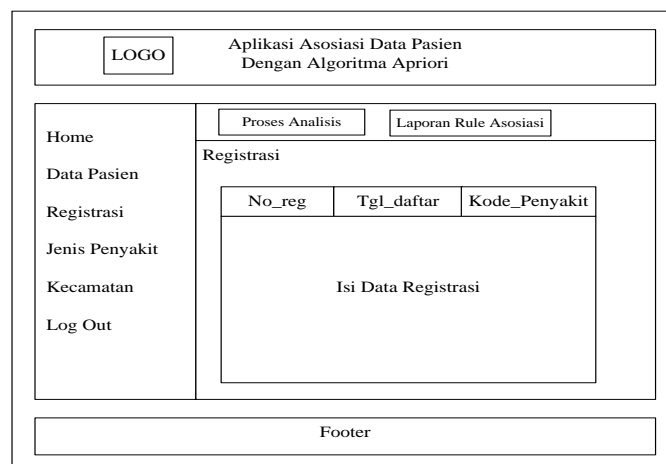 LOGO
Aplikasi Asosiasi Data Pasien
Dengan Algoritma Apriori
Home
Data Pasien
Registrasi
Jenis Penyakit
Kecamatan
Log Out
Proses Analisis
Laporan Rule Asosiasi
Registrasi
No_reg
Tgl_daftar
Kode_Penyakit
Isi Data Registrasi
Footer